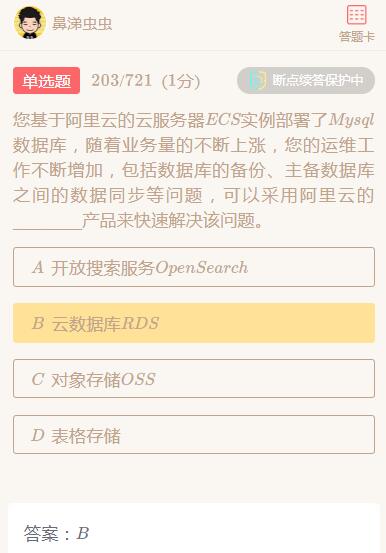 鼻涕虫虫
答题卡
单选题 203/721 (1分) 断点续答保护中
您基于阿里云的云服务器ECS实例部署了Mysql
数据库，随着业务量的不断上涨，您的运维工
作不断增加，包括数据库的备份、主备数据库
之间的数据同步等问题，可以采用阿里云的
_______产品来快速解决该问题。
A 开放搜索服务OpenSearch
B 云数据库RDS
C 对象存储OSS
D 表格存储
答案：B